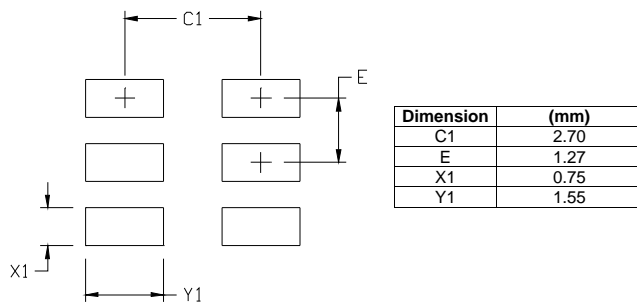 C1
E
Dimension (mm)
C1 2.70
E 1.27
X1 0.75
Y1 1.55
X1
Y1